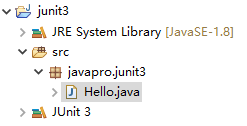 junit3
JRE System Library [JavaSE-1.8]
src
javapro.junit3
Hello.java
JUnit 3